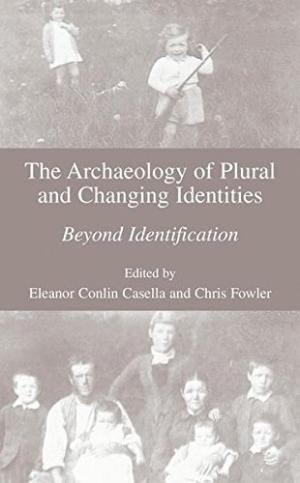 The Archaeology of Plural
and Changing Identities
Beyond Identification
Edited by
Eleanor Conlin Casella and Chris Fowler